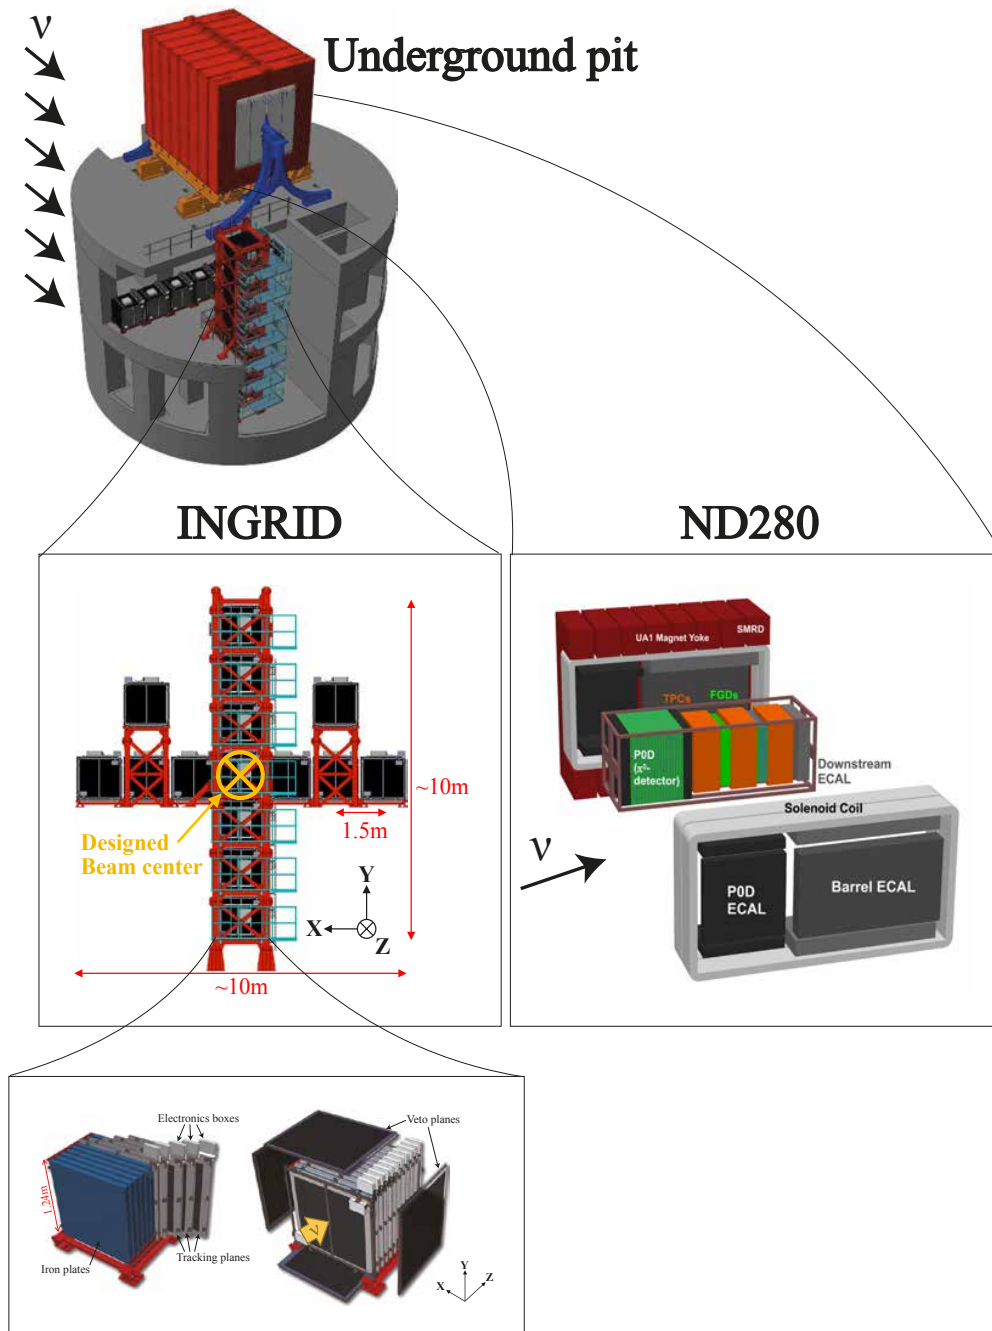 ν
Underground pit
INGRID
ND280
Designed
Beam center
~10m
1.5m
Y
X
Z
~10m
UA1 Magnet Yoke
SMRD
TPCs
FGDs
P0D
(π⁰-
detector)
Downstream
ECAL
Solenoid Coil
ν
P0D
ECAL
Barrel ECAL
Electronics boxes
1.24m
Iron plates
Tracking planes
Veto planes
ν
Y
X
Z